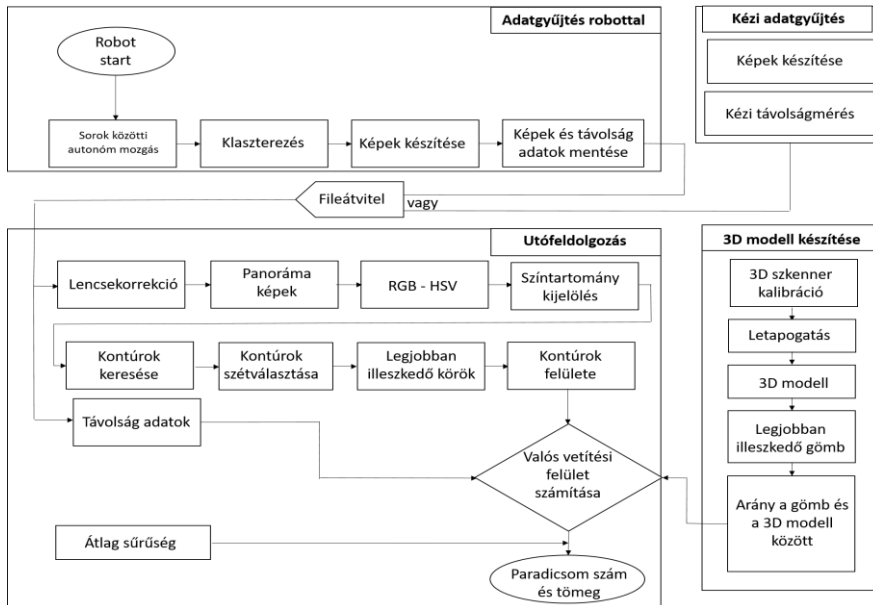 Adatgyűjtés robottal
Robot
start
Sorok közötti
autonóm mozgás
Klaszterezés
Képek készítése
Képek és távolság
adatok mentése
Kézi adatgyűjtés
Képek készítése
Kézi távolságmérés
Fileátvitel
vagy
Utófeldolgozás
Lencsekorrekció
Panoráma
képek
RGB - HSV
Színtartomány
kijelölés
Kontúrok
keresése
Kontúrok
szétválasztása
Legjobban
illeszkedő körök
Kontúrok
felülete
Távolság adatok
Valós vetítési
felület
számítása
Átlag sűrűség
Paradicsom szám
és tömeg
3D modell készítése
3D szkenner
kalibráció
Letapogatás
3D modell
Legjobban
illeszkedő gömb
Arány a gömb és
a 3D modell
között